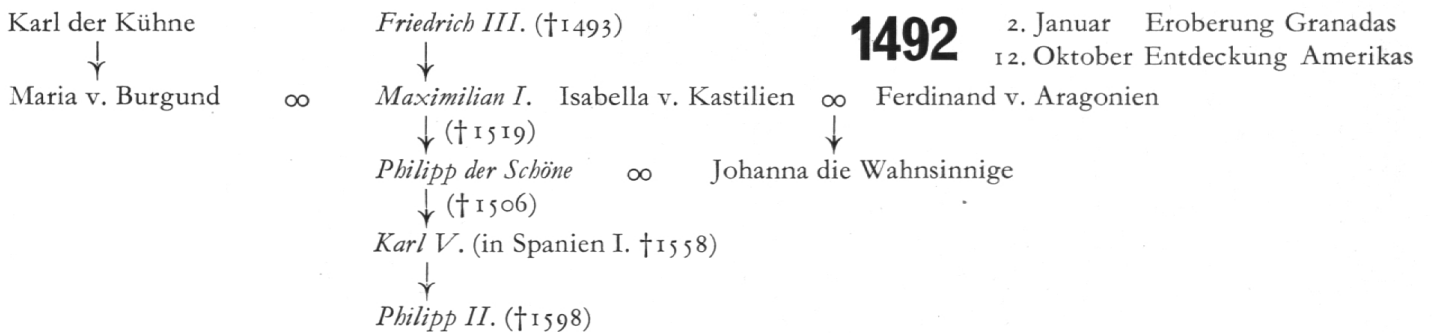 Karl der Kühne Friedrich III. (†1493) 1492 2. Januar Eroberung Granadas
12. Oktober Entdeckung Amerikas
Maria v. Burgund ∞ Maximilian I. Isabella v. Kastilien ∞ Ferdinand v. Aragonien
(†1519)
Philipp der Schöne ∞ Johanna die Wahnsinnige
(†1506)
Karl V. (in Spanien I. †1558)
Philipp II. (†1598)